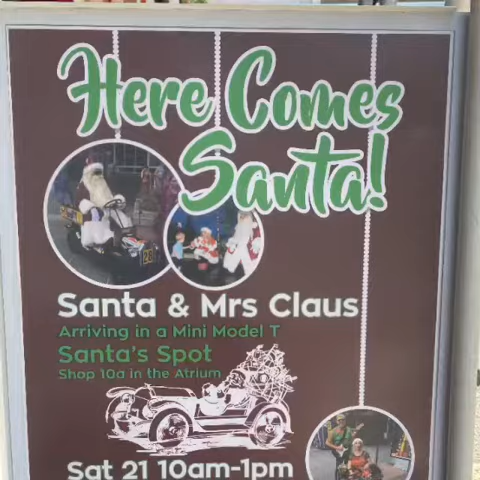 Here Comes
Santa!
Santa & Mrs Claus
Arriving in a Mini Model T
Santa's Spot
Shop 10a in the Atrium
Sat 21 10am-1pm